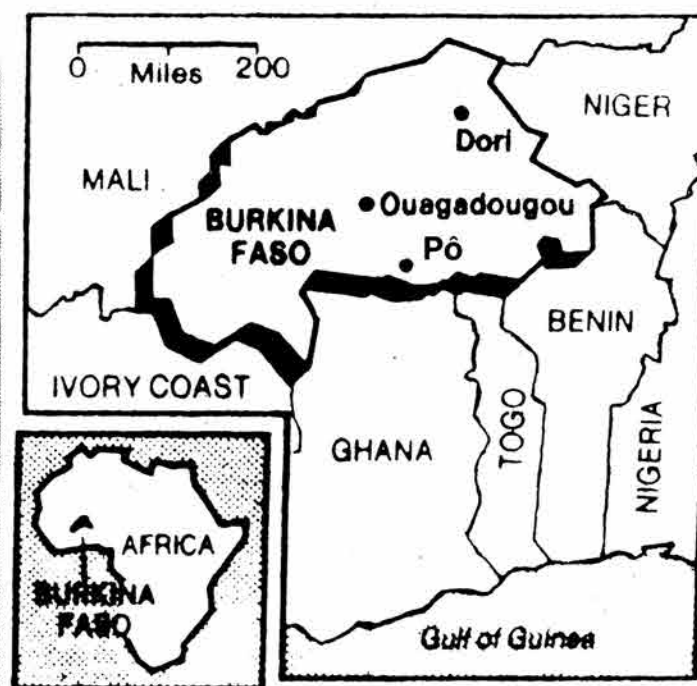 0 Miles 200
NIGER
Dori
MALI
Ouagadougou
BURKINA
FASO
Pô
BENIN
IVORY COAST
GHANA
TOGO
NIGERIA
AFRICA
BURKINA
FASO
Gulf of Guinea